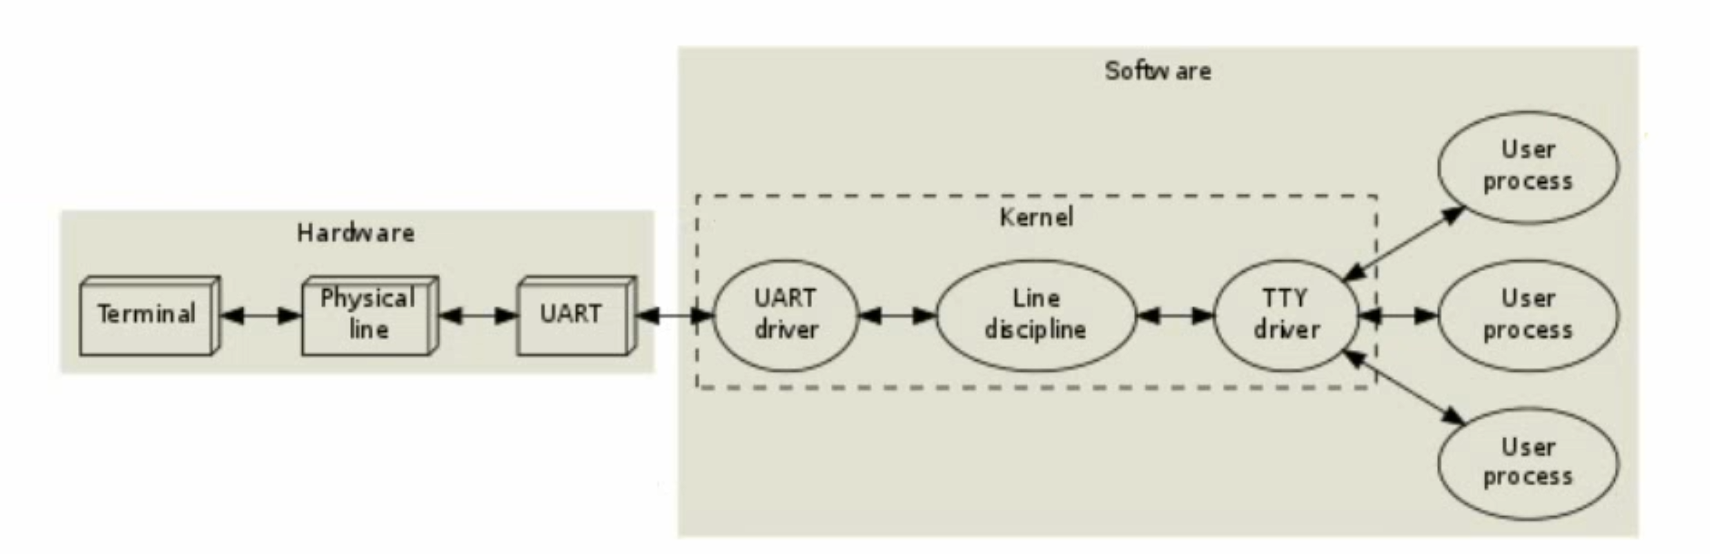 Software
Hardware
Kernel
Terminal
Physical
line
UART
UART
driver
Line
discipline
TTY
driver
User
process
User
process
User
process